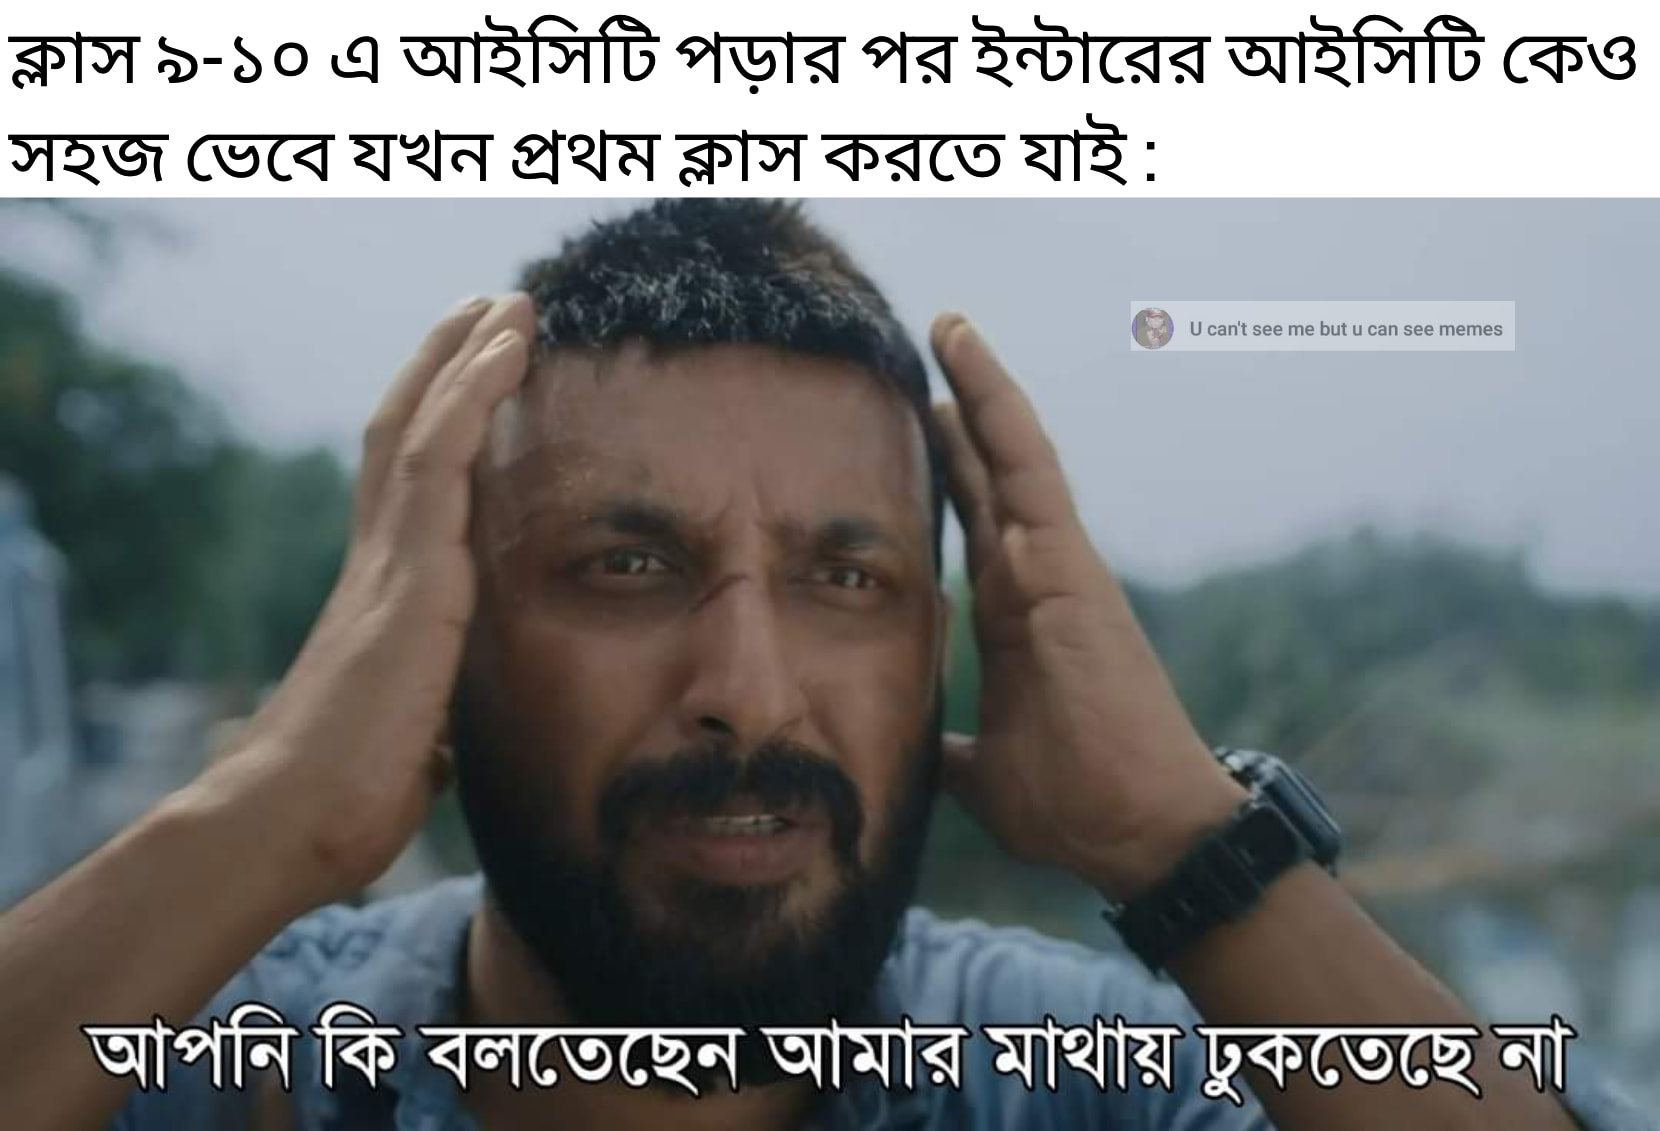 ক্লাস ৯-১০ এ আইসিটি পড়ার পর ইন্টারের আইসিটি কেও
সহজ ভেবে যখন প্রথম ক্লাস করতে যাই :
U can't see me but u can see memes
আপনি কি বলতেছেন আমার মাথায় ঢুকতেছে না